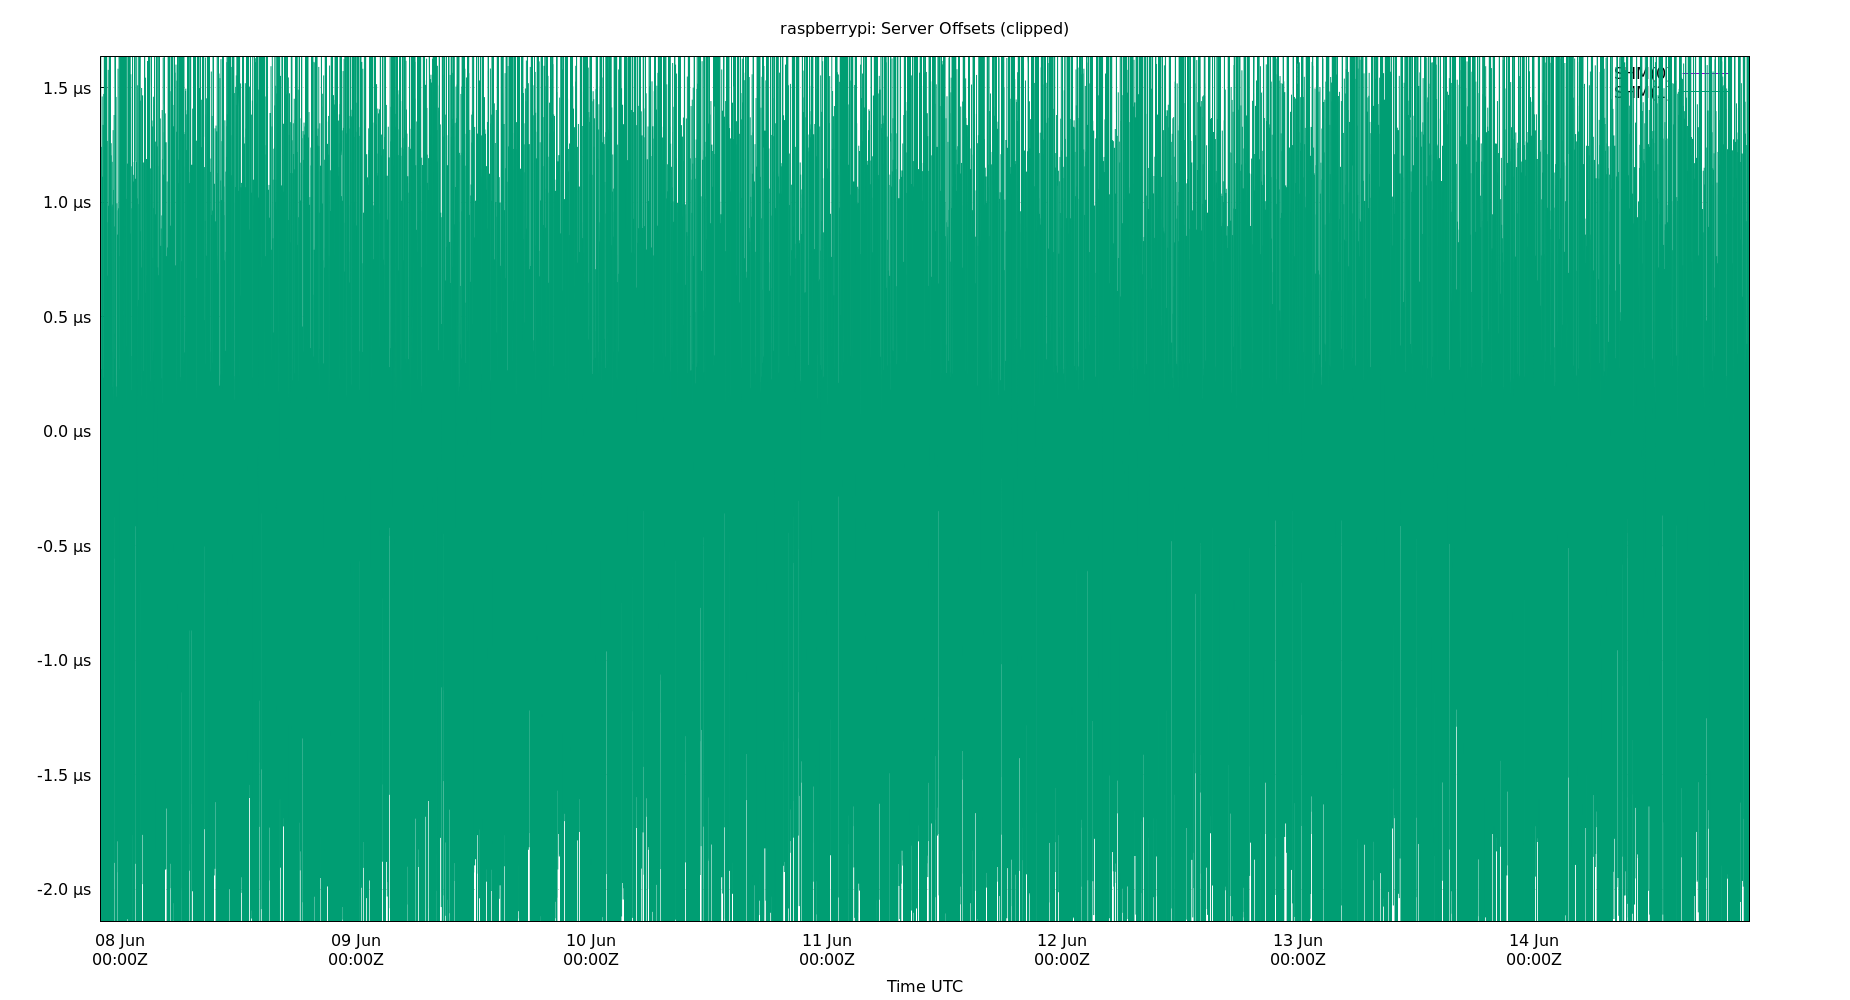 raspberrypi: Server Offsets (clipped)
1.5 µs
1.0 µs
0.5 µs
0.0 µs
-0.5 µs
-1.0 µs
-1.5 µs
-2.0 µs
08 Jun 09 Jun 10 Jun 11 Jun 12 Jun 13 Jun 14 Jun
00:00Z 00:00Z 00:00Z 00:00Z 00:00Z 00:00Z 00:00Z
Time UTC